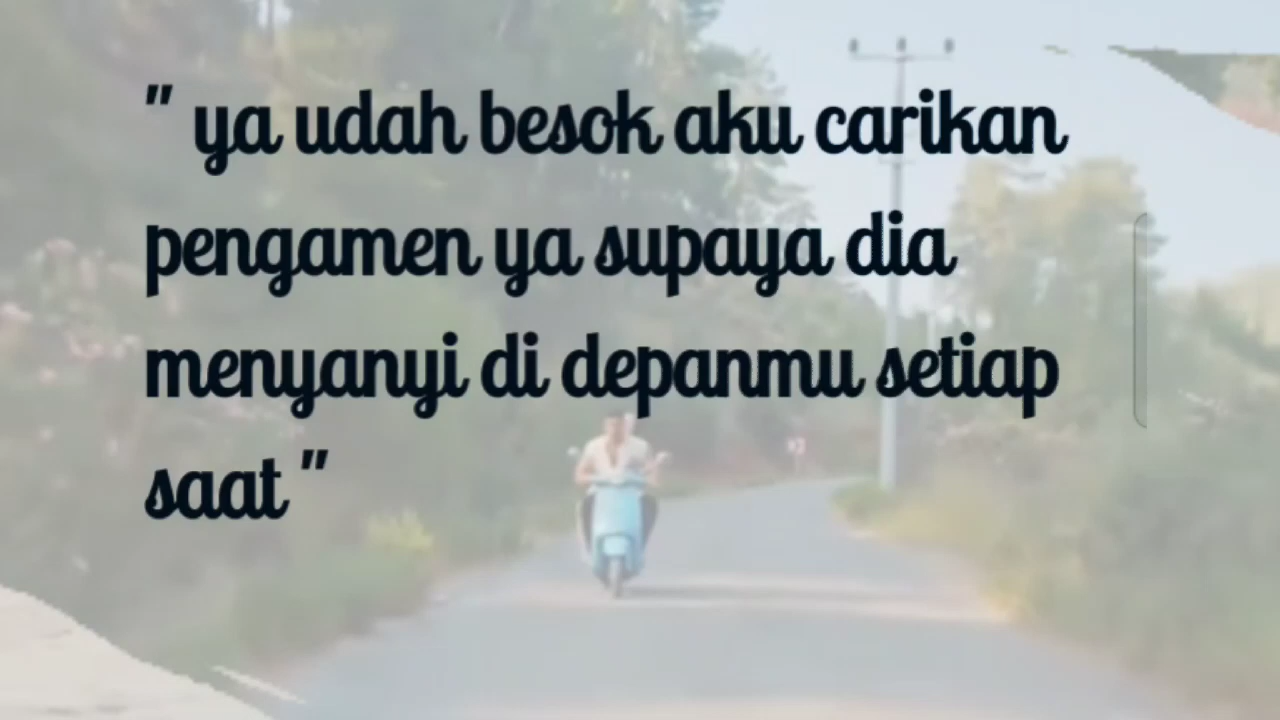 " ya udah besok aku carikan
pengamen ya supaya dia
menyanyi di depanmu setiap
saat "